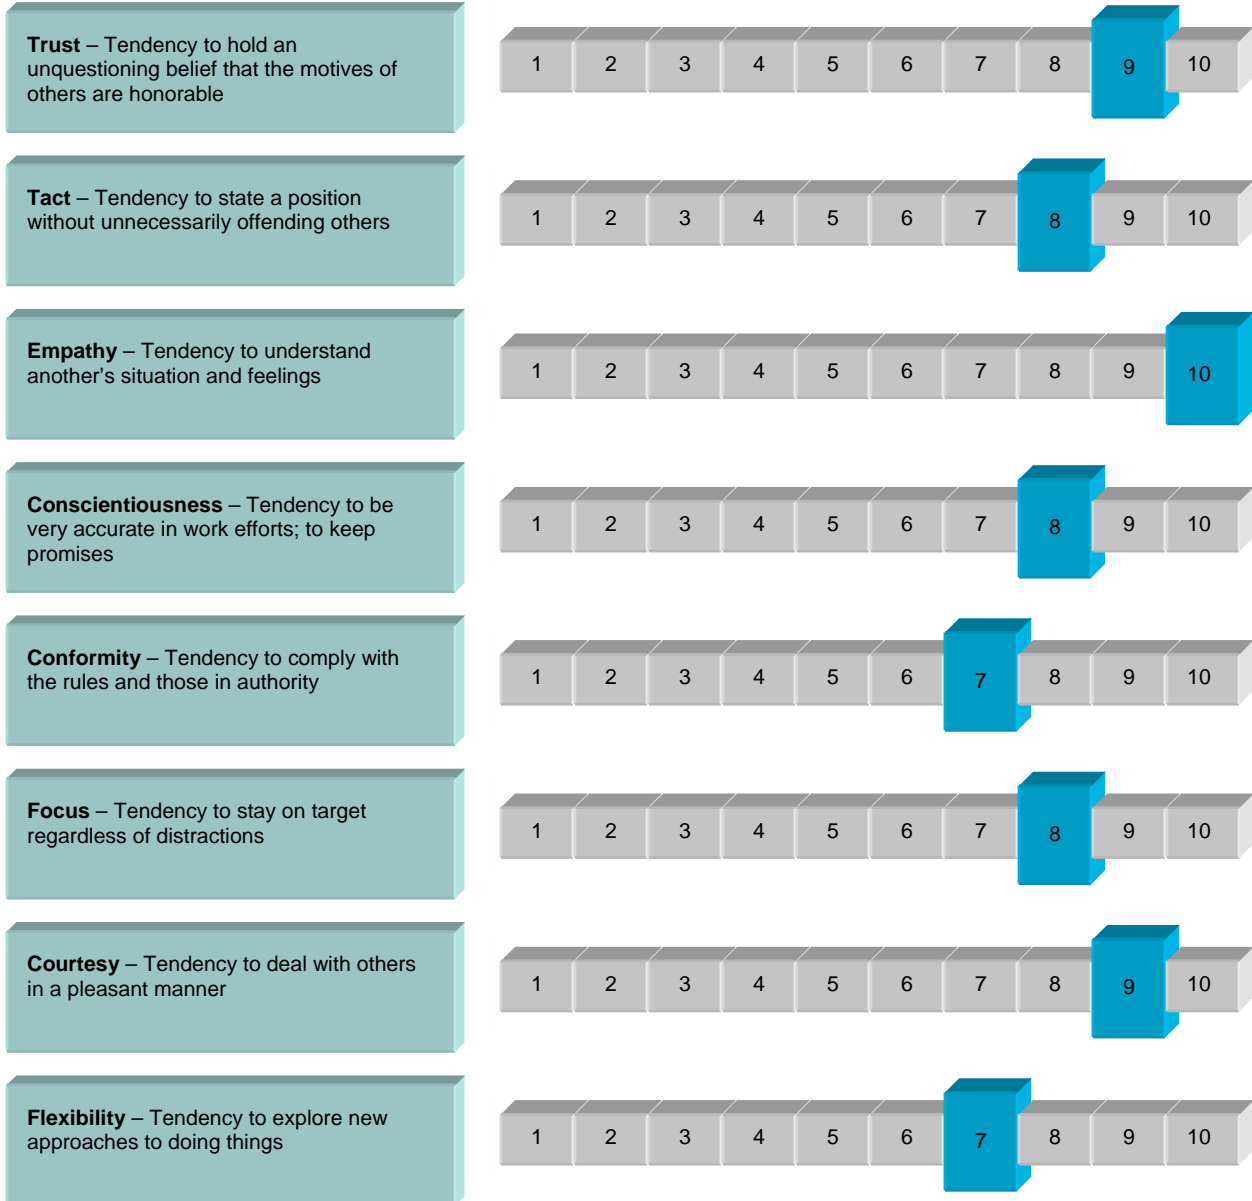 Trust – Tendency to hold an
unquestioning belief that the motives of
others are honorable
1 2 3 4 5 6 7 8 9 10
Tact – Tendency to state a position
without unnecessarily offending others
1 2 3 4 5 6 7 8 9 10
Empathy – Tendency to understand
another’s situation and feelings
1 2 3 4 5 6 7 8 9 10
Conscientiousness – Tendency to be
very accurate in work efforts; to keep
promises
1 2 3 4 5 6 7 8 9 10
Conformity – Tendency to comply with
the rules and those in authority
1 2 3 4 5 6 7 8 9 10
Focus – Tendency to stay on target
regardless of distractions
1 2 3 4 5 6 7 8 9 10
Courtesy – Tendency to deal with others
in a pleasant manner
1 2 3 4 5 6 7 8 9 10
Flexibility – Tendency to explore new
approaches to doing things
1 2 3 4 5 6 7 8 9 10